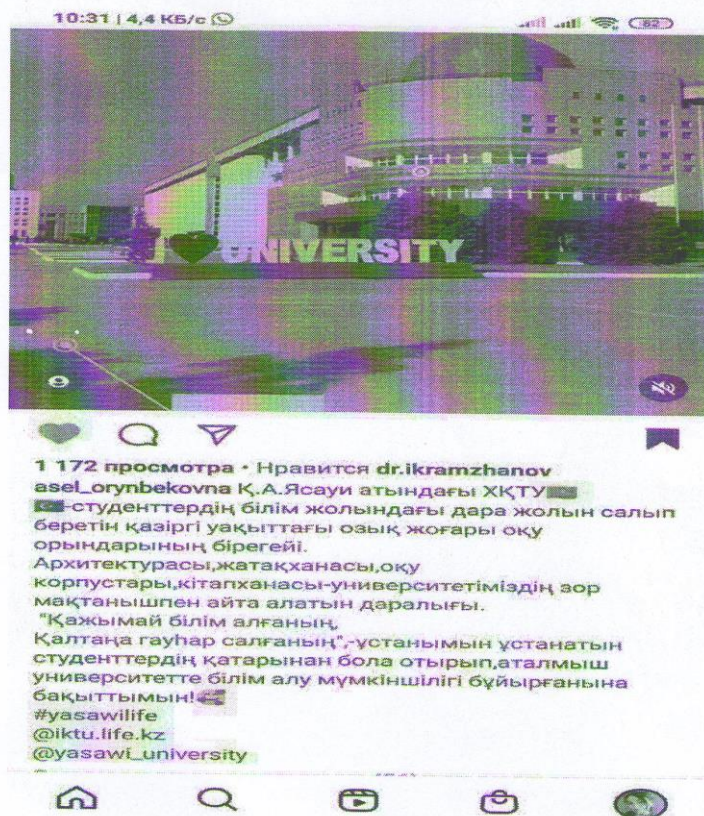 10:31 | 4,4 КБ/с
62
I UNIVERSITY
1 172 просмотра • Нравится dr.ikramzhanov
asel_orynbekovna Қ.А.Ясауи атындағы ХҚТУ
-студенттердің білім жолындағы дара жолын салып
беретін қазіргі уақыттағы озық жоғары оқу
орындарының бірегейі.
Архитектурасы,жатақханасы,оқу
корпустары,кітапханасы-университетіміздің зор
мақтанышпен айта алатын даралығы.
"Қажымай білім алғаның,
Қалтаңа гауһар салғаның",-ұстанымын ұстанатын
студенттердің қатарынан бола отырып,аталмыш
университетте білім алу мүмкіншілігі бұйырғанына
бақыттымын!
#yasawilife
@iktu.life.kz
@yasawi_university